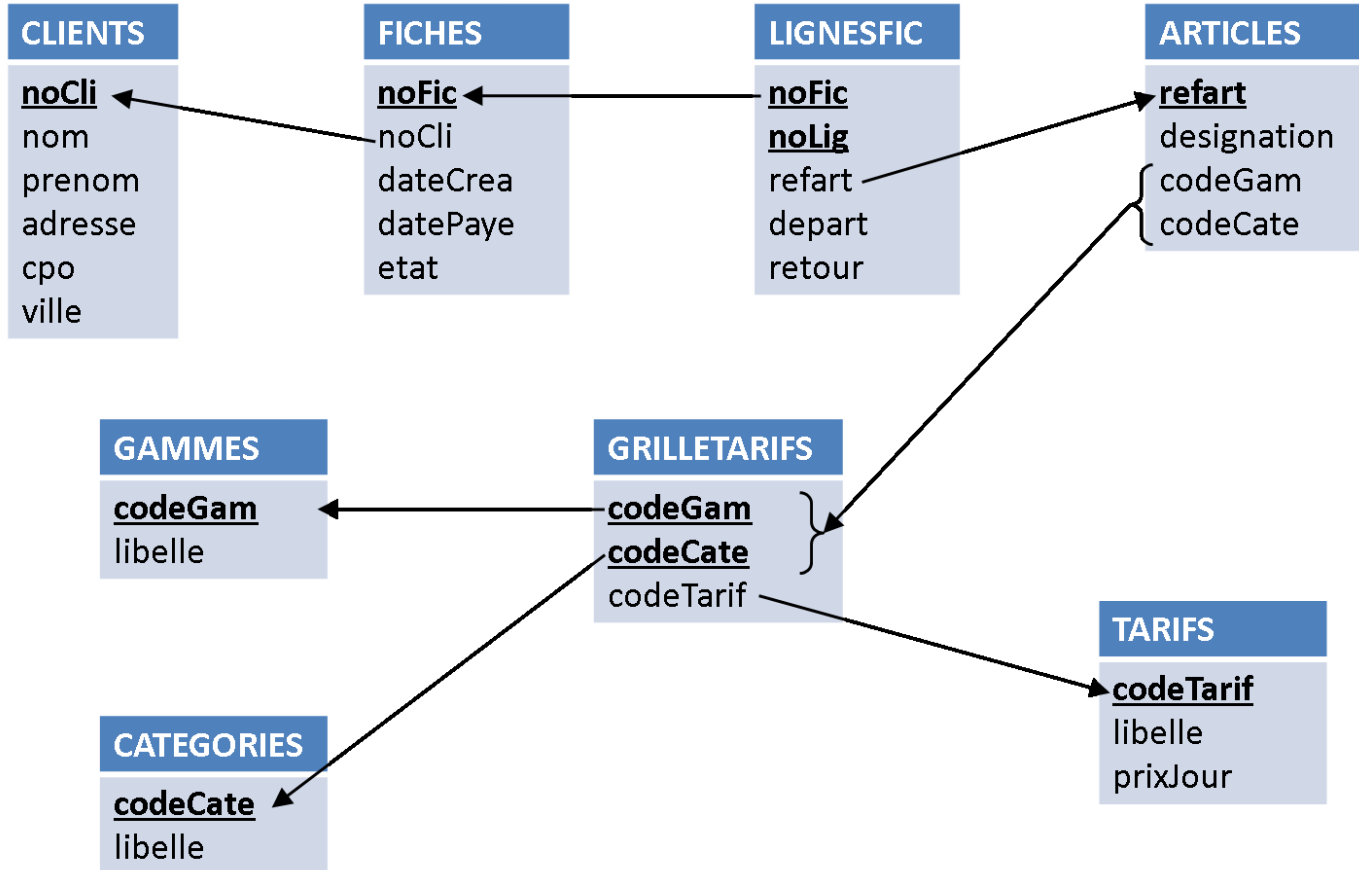 CLIENTS
noCli
nom
prenom
adresse
cpo
ville
FICHES
noFic
noCli
dateCrea
datePaye
etat
LIGNESFIC
noFic
noLig
refart
depart
retour
ARTICLES
refart
designation
codeGam
codeCate
GAMMES
codeGam
libelle
GRILLETARIFS
codeGam
codeCate
codeTarif
TARIFS
codeTarif
libelle
prixJour
CATEGORIES
codeCate
libelle